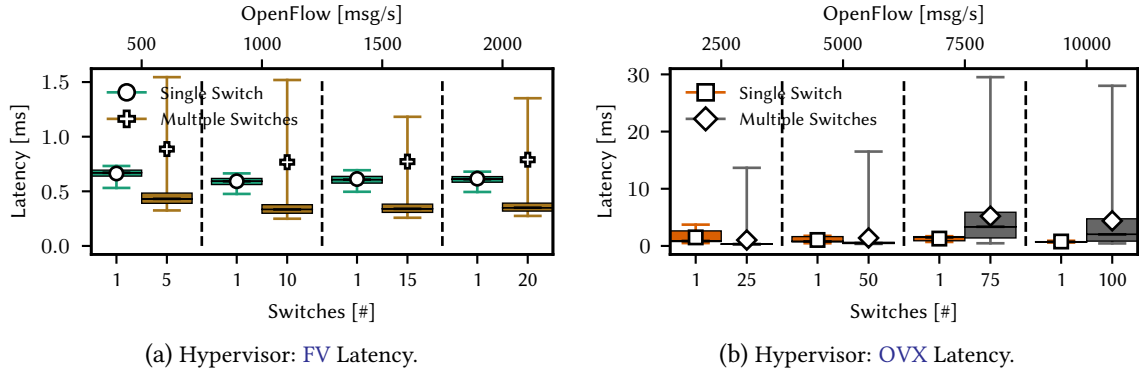 OpenFlow [msg/s]
500 1000 1500 2000
1.5
1.0
0.5
0.0
Latency [ms]
Single Switch
Multiple Switches
1 5 1 10 1 15 1 20
Switches [#]
(a) Hypervisor: FV Latency.
OpenFlow [msg/s]
2500 5000 7500 10000
30
20
10
0
Latency [ms]
Single Switch
Multiple Switches
1 25 1 50 1 75 1 100
Switches [#]
(b) Hypervisor: OVX Latency.